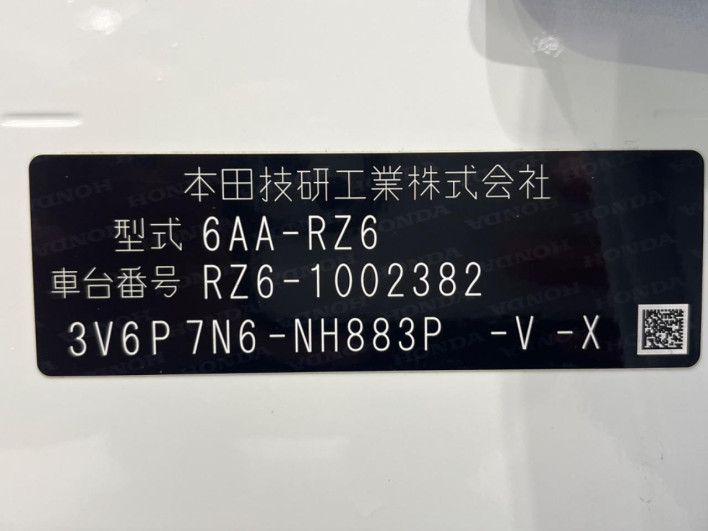 本田技研工業株式会社
型式 6AA-RZ6
車台番号 RZ6-1002382
3V6P 7N6-NH883P -V -X